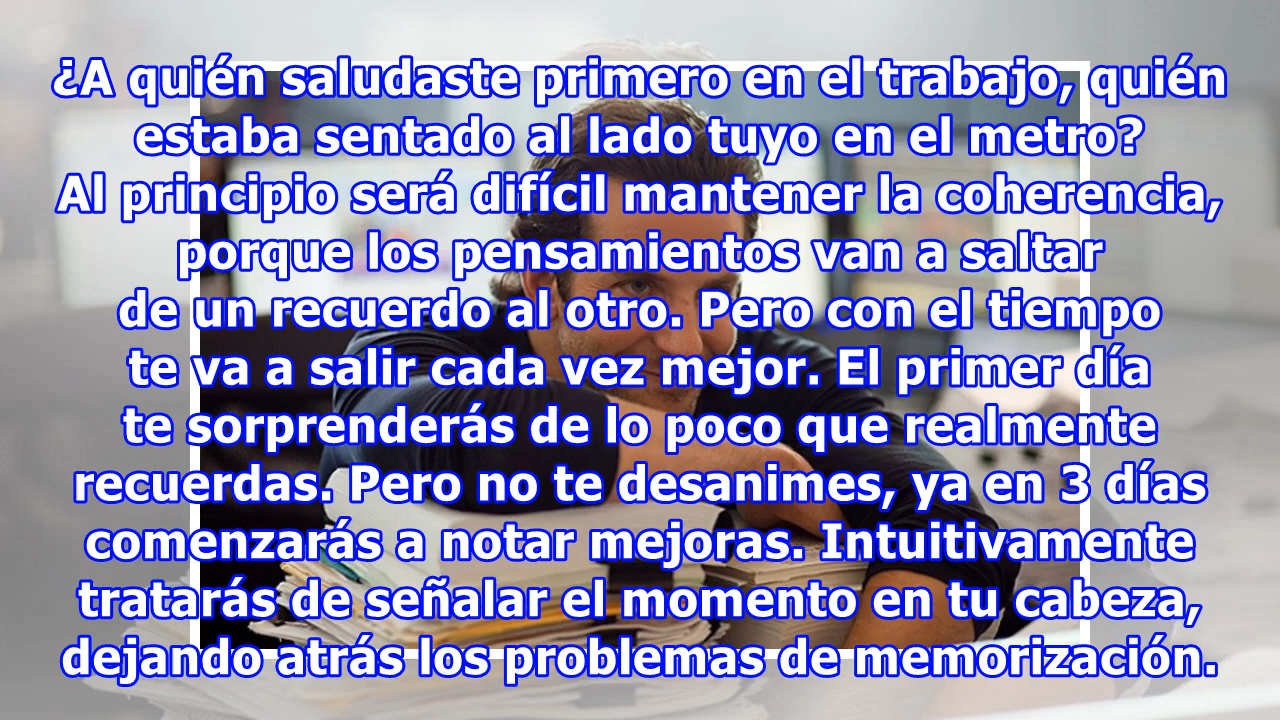 ¿A quién saludaste primero en el trabajo, quién
estaba sentado al lado tuyo en el metro?
Al principio será difícil mantener la coherencia,
porque los pensamientos van a saltar
de un recuerdo al otro. Pero con el tiempo
te va a salir cada vez mejor. El primer día
te sorprenderás de lo poco que realmente
recuerdas. Pero no te desanimes, ya en 3 días
comenzarás a notar mejoras. Intuitivamente
tratarás de señalar el momento en tu cabeza,
dejando atrás los problemas de memorización.